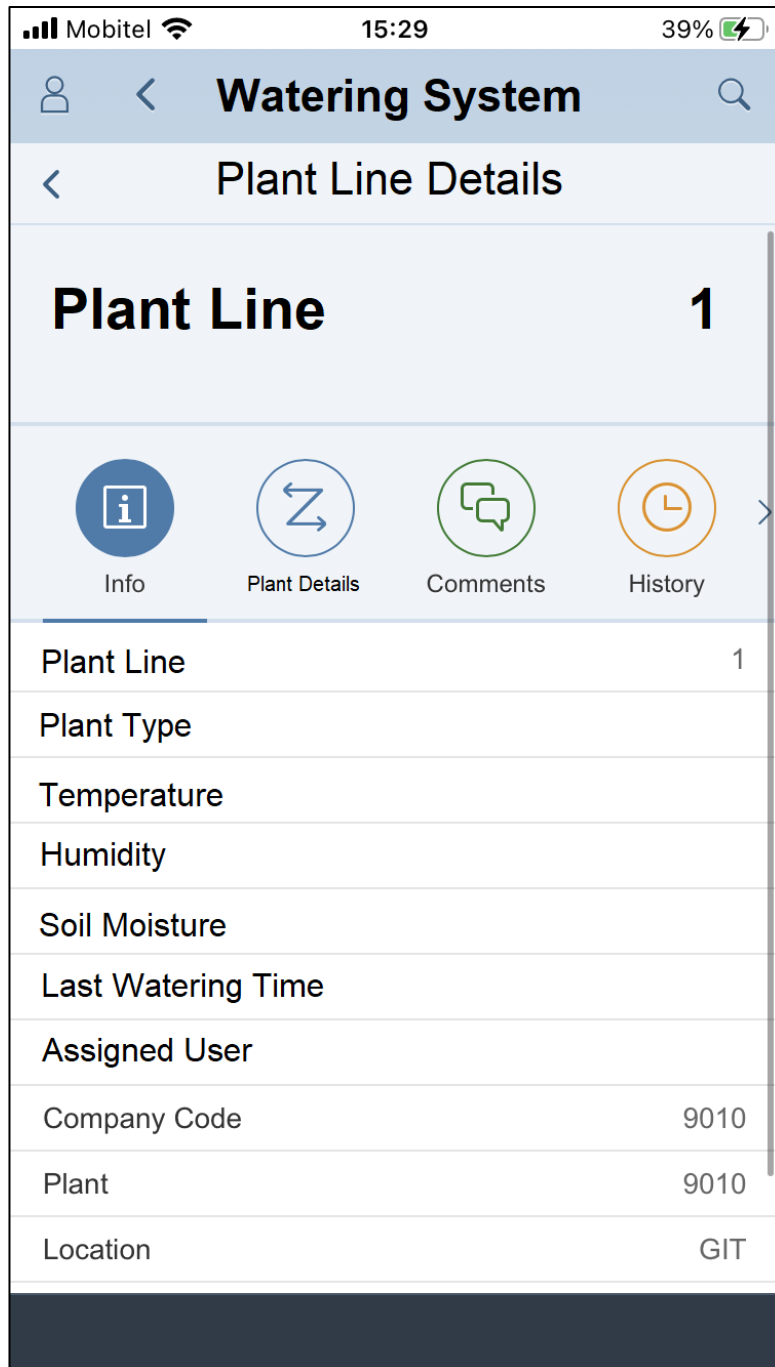 Mobitel 15:29 39%
Watering System
Plant Line Details
Plant Line 1
Info Plant Details Comments History
Plant Line 1
Plant Type
Temperature
Humidity
Soil Moisture
Last Watering Time
Assigned User
Company Code 9010
Plant 9010
Location GIT